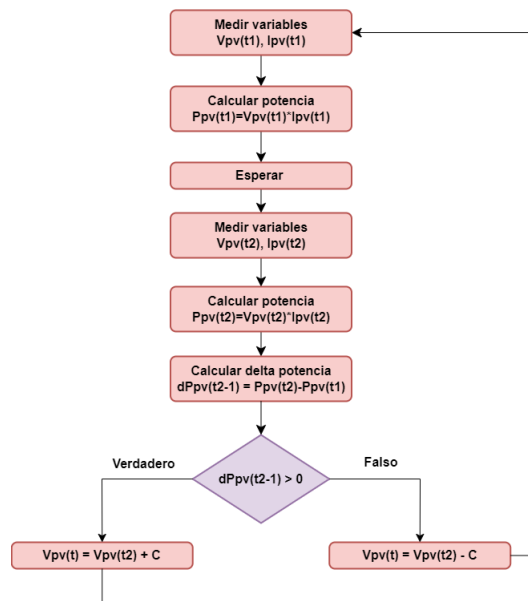 Medir variables
Vpv(t1), Ipv(t1)
Calcular potencia
Ppv(t1)=Vpv(t1)*Ipv(t1)
Esperar
Medir variables
Vpv(t2), Ipv(t2)
Calcular potencia
Ppv(t2)=Vpv(t2)*Ipv(t2)
Calcular delta potencia
dPpv(t2-1) = Ppv(t2)-Ppv(t1)
Verdadero
Falso
dPpv(t2-1) > 0
Vpv(t) = Vpv(t2) + C
Vpv(t) = Vpv(t2) - C